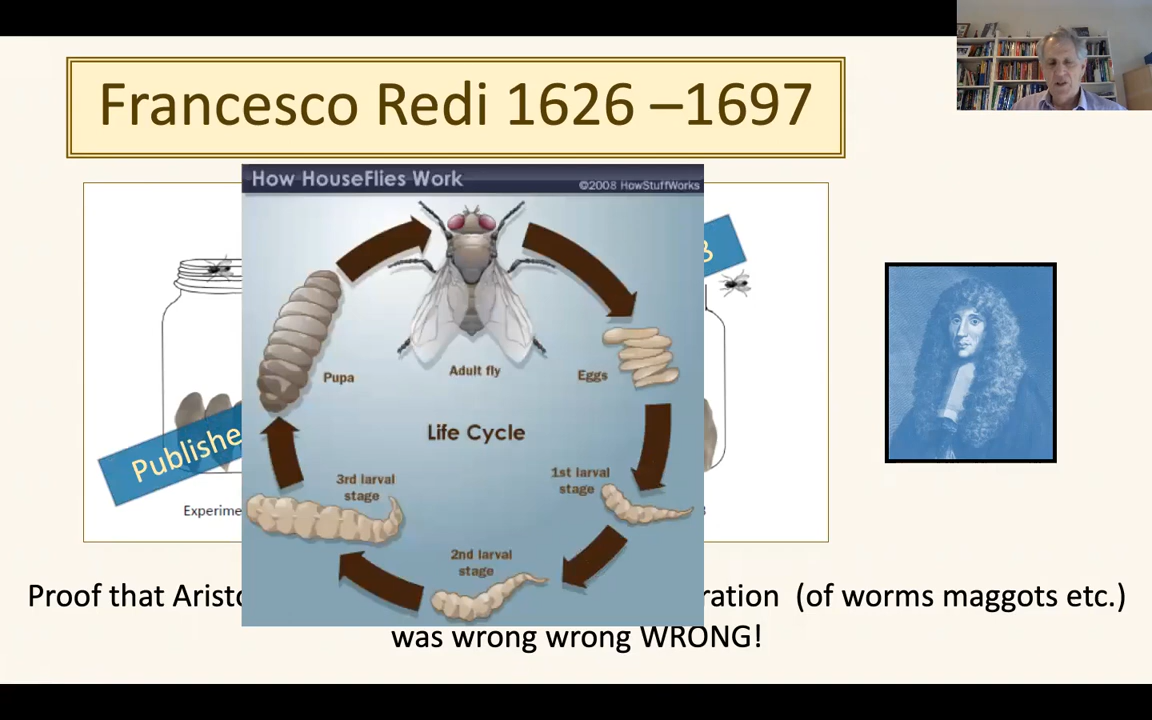 Francesco Redi 1626 –1697
How HouseFlies Work
©2008 HowStuffWorks
Pupa
Adult fly
Eggs
Life Cycle
3rd larval
stage
1st larval
stage
2nd larval
stage
Publishe
Experime
Proof that Aristo ration (of worms maggots etc.)
was wrong wrong WRONG!